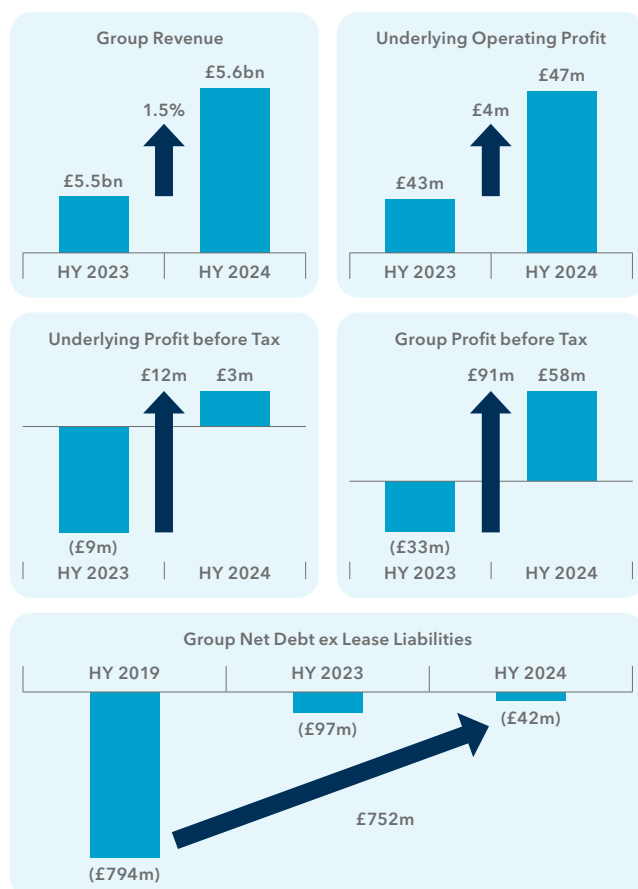 Group Revenue
£5.6bn
1.5%
£5.5bn
HY 2023
HY 2024
Underlying Operating Profit
£47m
£4m
£43m
HY 2023
HY 2024
Underlying Profit before Tax
£12m
£3m
(£9m)
HY 2023
HY 2024
Group Profit before Tax
£91m
£58m
(£33m)
HY 2023
HY 2024
Group Net Debt ex Lease Liabilities
HY 2019
HY 2023
HY 2024
(£97m)
(£42m)
£752m
(£794m)